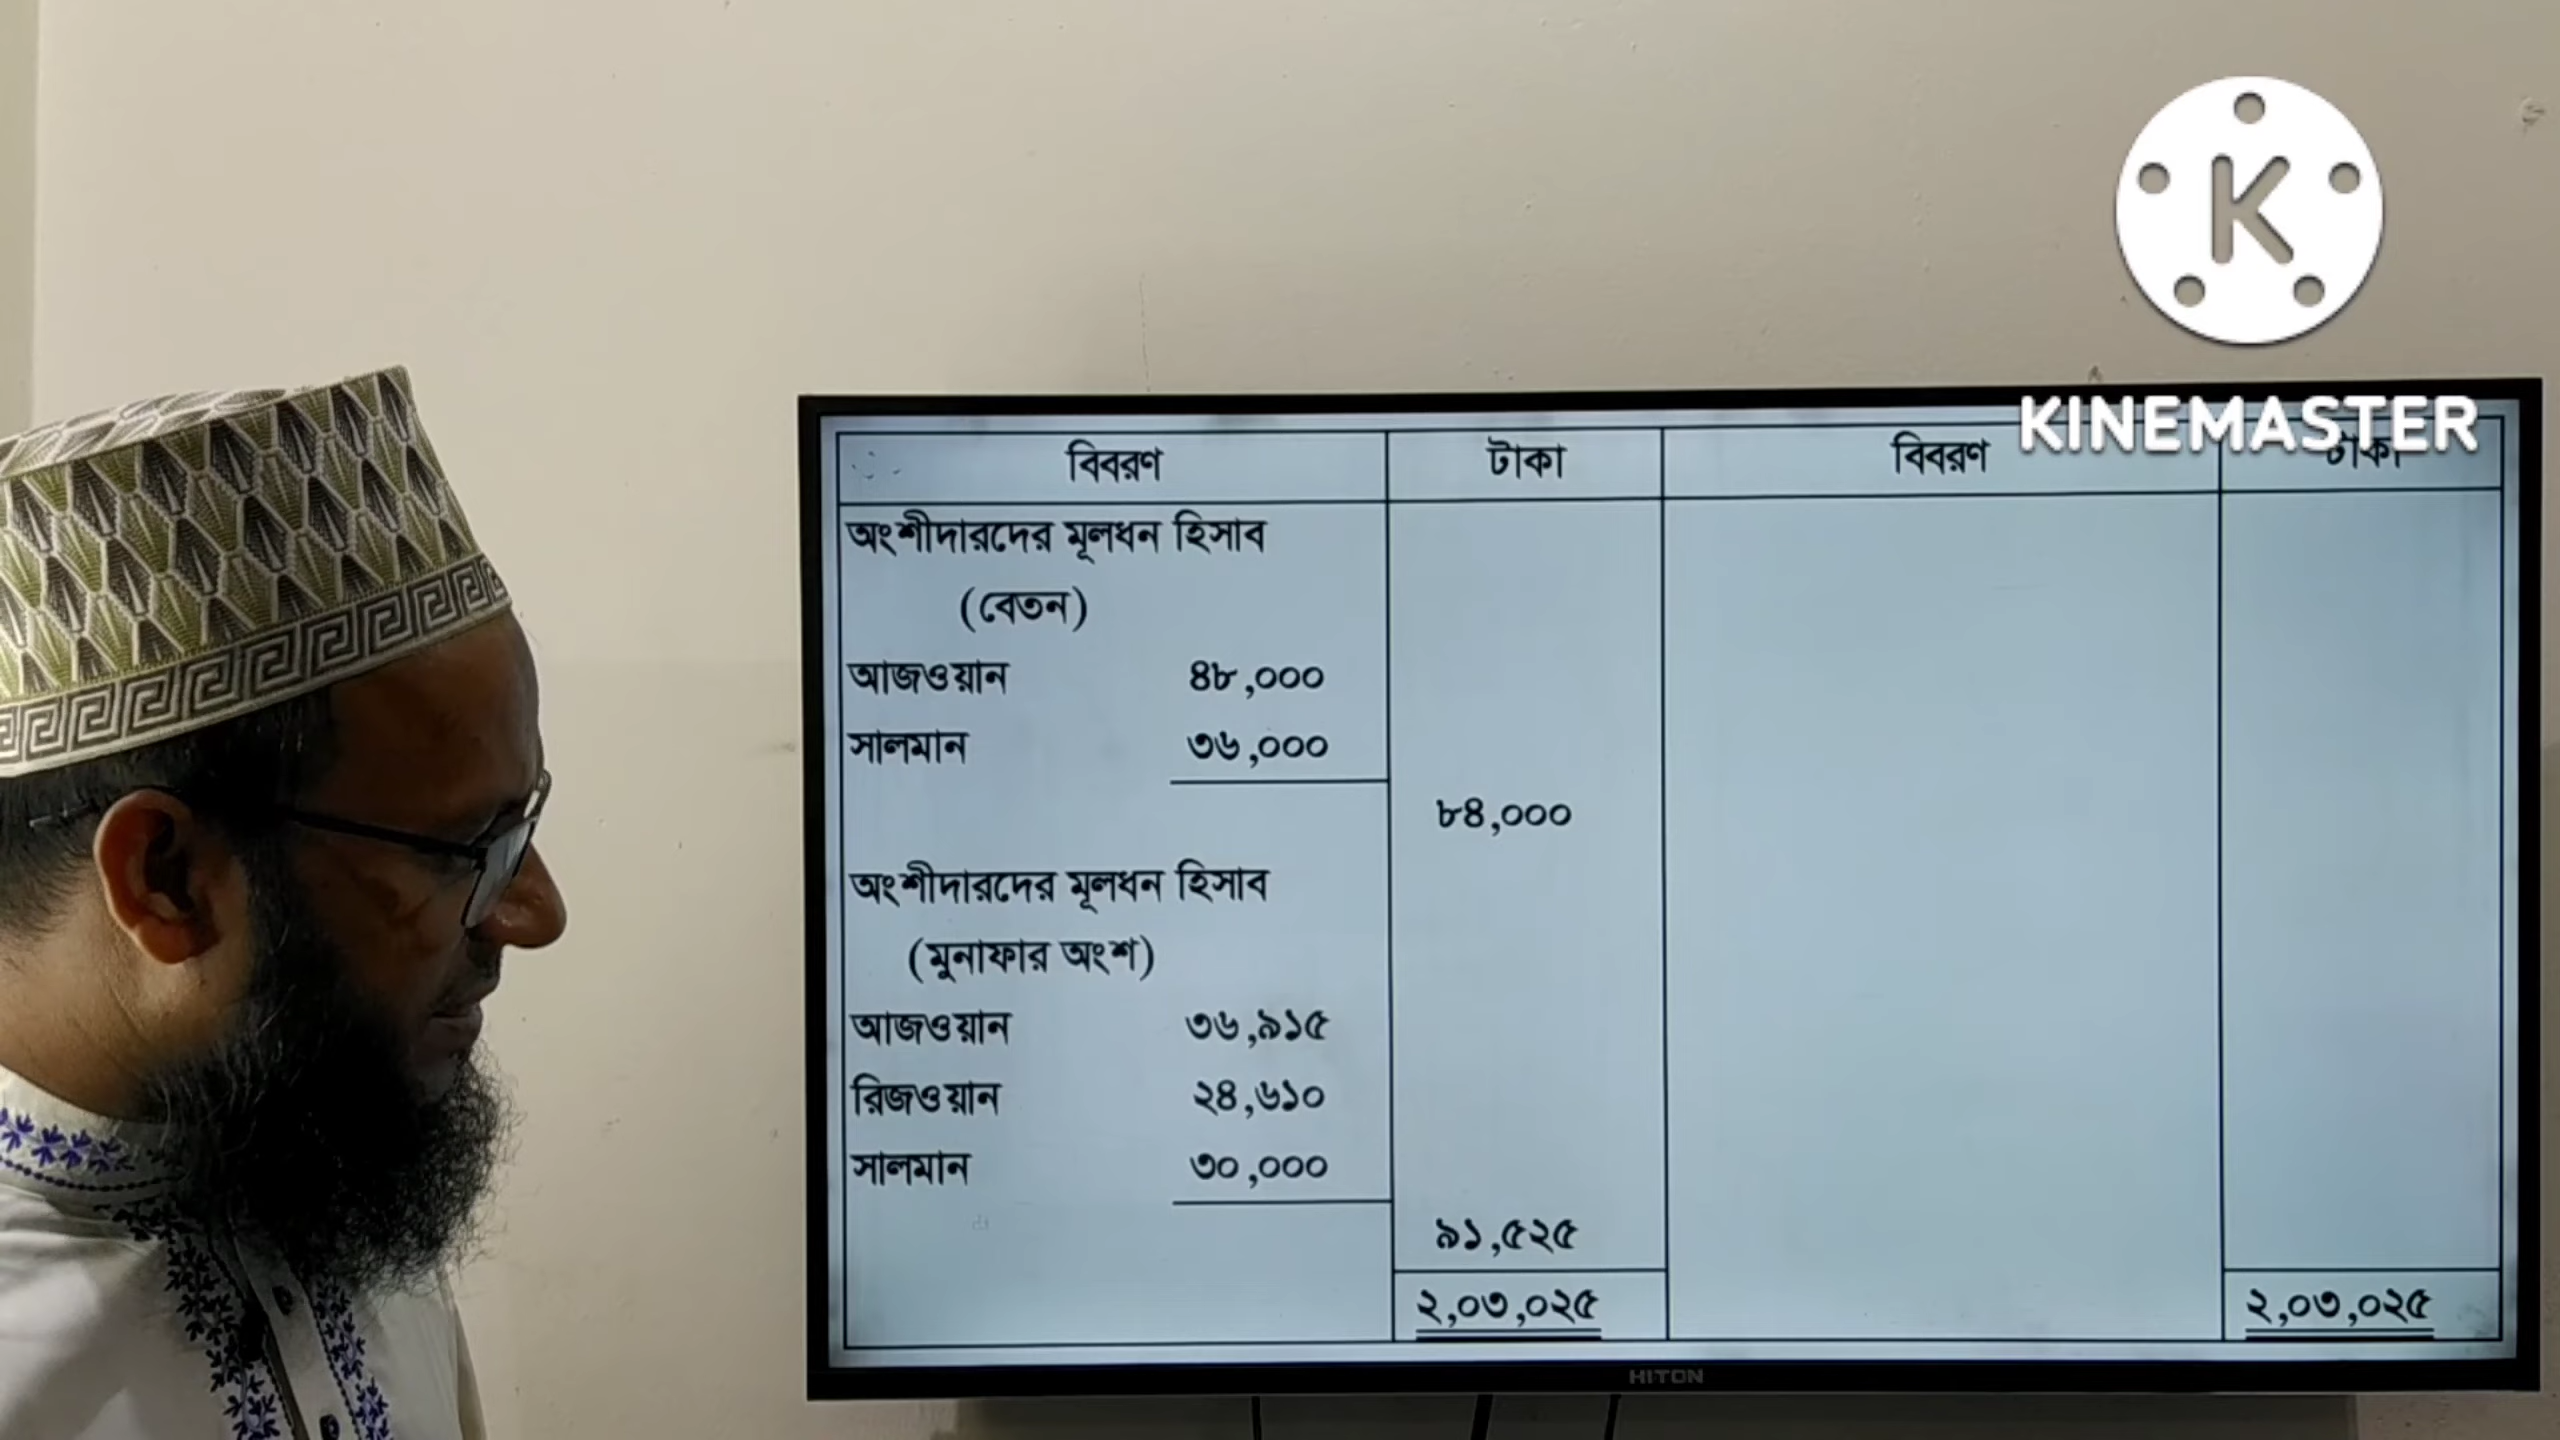 K
KINEMASTER
বিবরণ টাকা বিবরণ টাকা
অংশীদারদের মূলধন হিসাব
(বেতন)
আজওয়ান ৪৮,০০০
সালমান ৩৬,০০০
৮৪,০০০
অংশীদারদের মূলধন হিসাব
(মুনাফার অংশ)
আজওয়ান ৩৬,৯১৫
রিজওয়ান ২৪,৬১০
সালমান ৩০,০০০
৯১,৫২৫
২,০৩,০২৫ ২,০৩,০২৫
HITON